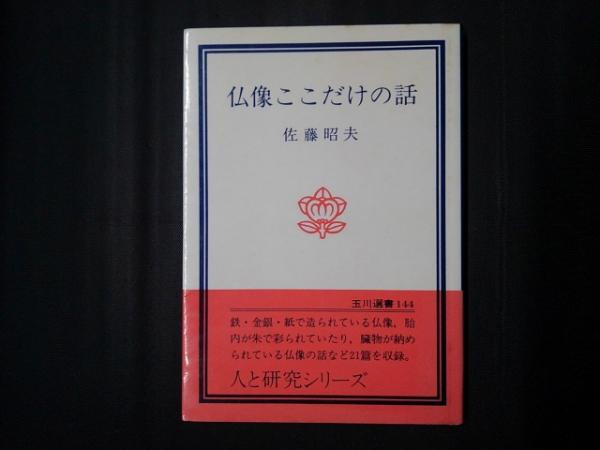 仏像ここだけの話
佐藤昭夫
玉川選書144
鉄・金銀・紙で造られている仏像，胎
内が朱で彩られていたり，臓物が納め
られている仏像の話など21篇を収録。
人と研究シリーズ